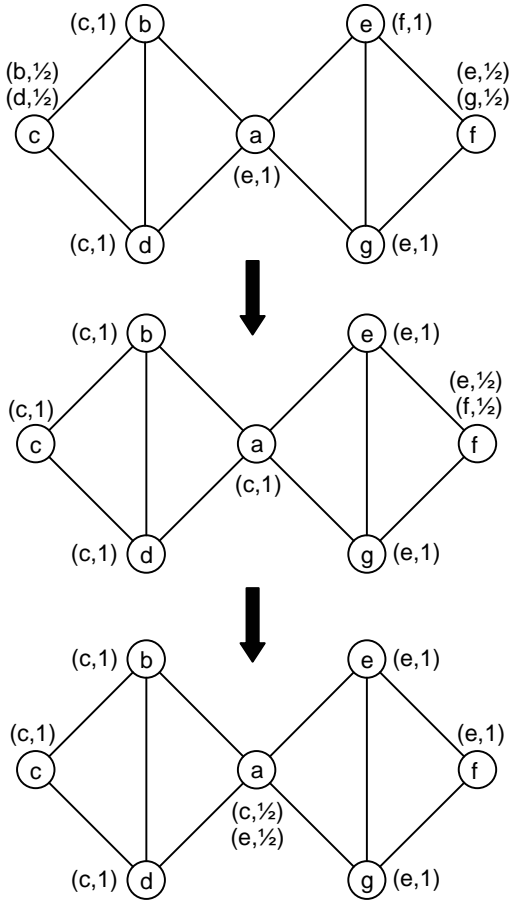 (c,1) b e (f,1)
(b,½) (e,½)
(d,½) (g,½)
c a f
(e,1)
(c,1) d g (e,1)
(c,1) b e (e,1)
(e,½)
(c,1) (f,½)
c a f
(c,1)
(c,1) d g (e,1)
(c,1) b e (e,1)
(c,1) (e,1)
c a f
(c,½)
(e,½)
(c,1) d g (e,1)